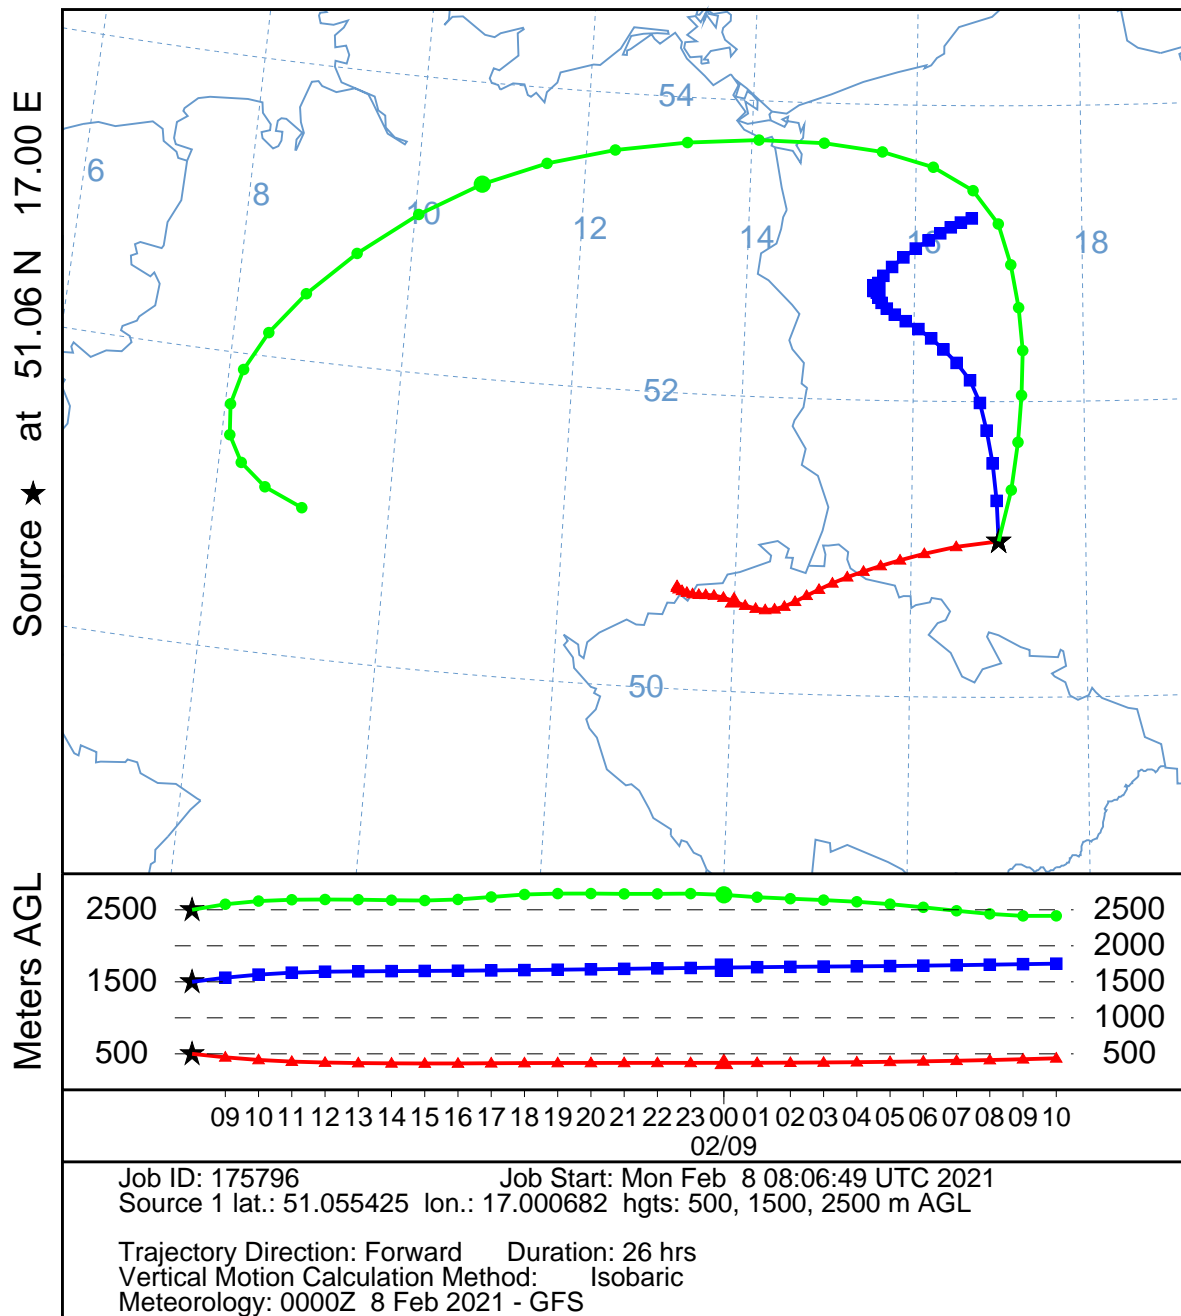 Source ★ at 51.06 N 17.00 E
54
6
8
10
12
14
16
18
52
50
Meters AGL
2500
2500
2000
1500
1500
1000
500
500
09 10 11 12 13 14 15 16 17 18 19 20 21 22 23 00 01 02 03 04 05 06 07 08 09 10
02/09
Job ID: 175796 Job Start: Mon Feb 8 08:06:49 UTC 2021
Source 1 lat.: 51.055425 lon.: 17.000682 hgts: 500, 1500, 2500 m AGL
Trajectory Direction: Forward Duration: 26 hrs
Vertical Motion Calculation Method: Isobaric
Meteorology: 0000Z 8 Feb 2021 - GFS